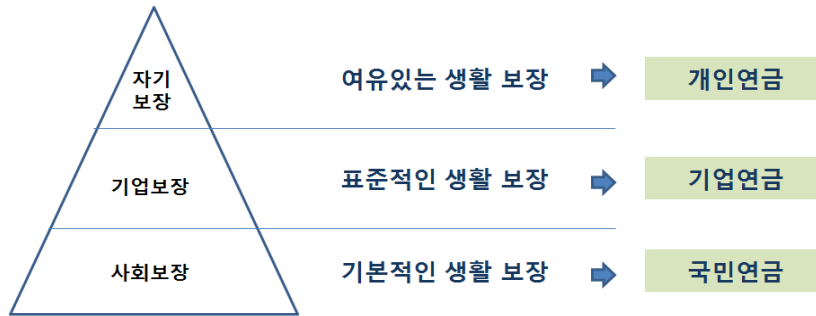 자기
보장
여유있는 생활 보장
개인연금
기업보장
표준적인 생활 보장
기업연금
사회보장
기본적인 생활 보장
국민연금